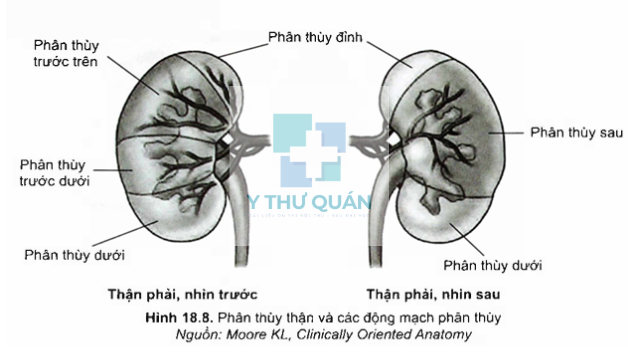 Phân thùy
trước trên
Phân thùy đỉnh
Phân thùy sau
Phân thùy
trước dưới
Phân thùy dưới
Phân thùy dưới
Y THƯ QUÁN
Thận phải, nhìn trước
Thận phải, nhìn sau
Hình 18.8. Phân thùy thận và các động mạch phân thùy
Nguồn: Moore KL, Clinically Oriented Anatomy